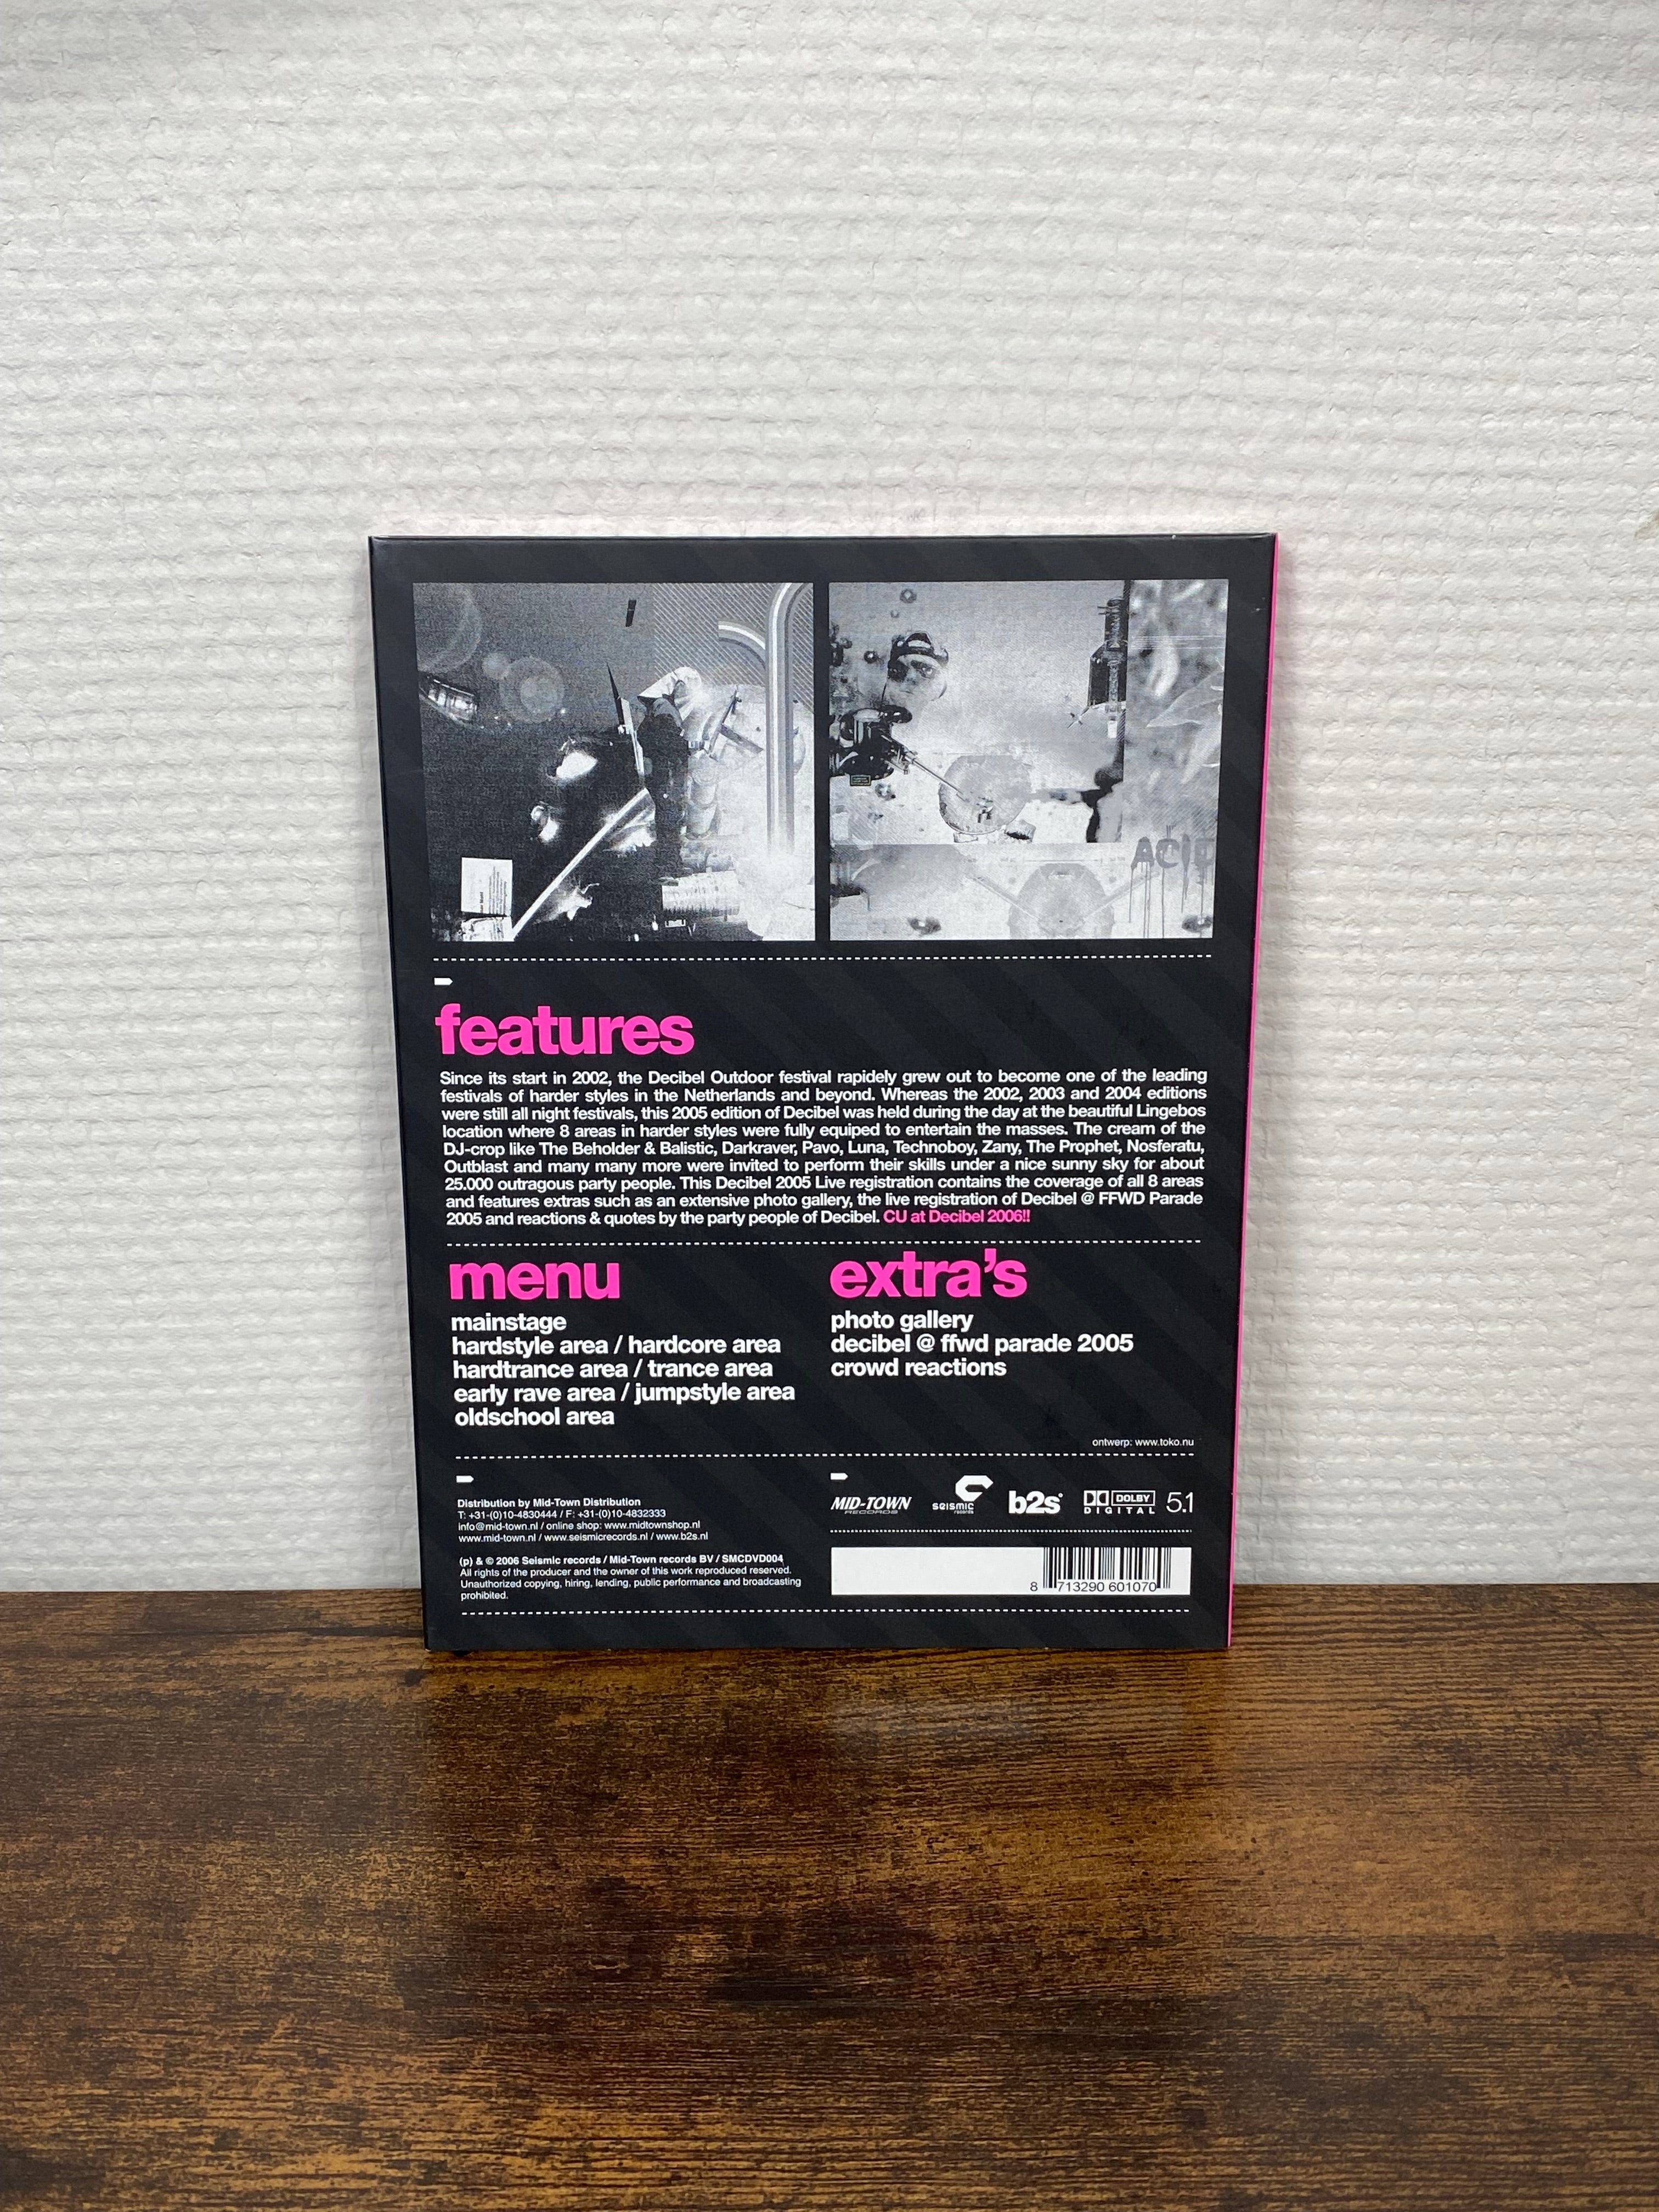 ACID
features
Since its start in 2002, the Decibel Outdoor festival rapidely grew out to become one of the leading
festivals of harder styles in the Netherlands and beyond. Whereas the 2002, 2003 and 2004 editions
were still all night festivals, this 2005 edition of Decibel was held during the day at the beautiful Lingebos
location where 8 areas in harder styles were fully equiped to entertain the masses. The cream of the
DJ-crop like The Beholder & Balistic, Darkraver, Pavo, Luna, Technoboy, Zany, The Prophet, Nosferatu,
Outblast and many many more were invited to perform their skills under a nice sunny sky for about
25.000 outragous party people. This Decibel 2005 Live registration contains the coverage of all 8 areas
and features extras such as an extensive photo gallery, the live registration of Decibel @ FFWD Parade
2005 and reactions & quotes by the party people of Decibel. CU at Decibel 2006!!
menu
mainstage
hardstyle area / hardcore area
hardtrance area / trance area
early rave area / jumpstyle area
oldschool area
extra's
photo gallery
decibel @ ffwd parade 2005
crowd reactions
ontwerp: www.toko.nu
Distribution by Mid-Town Distribution
T: +31-(0)10-4830444 / F: +31-(0)10-4832333
info@mid-town.nl / online shop: www.midtownshop.nl
www.mid-town.nl / www.seismicrecords.nl / www.b2s.nl
(p) & © 2006 Seismic records / Mid-Town records BV / SMCDVD004
All rights of the producer and the owner of this work reproduced reserved.
Unauthorized copying, hiring, lending, public performance and broadcasting
prohibited.
MID-TOWN RECORDS
seismic records
b2s
DOLBY DIGITAL 5.1
8 713290 601070